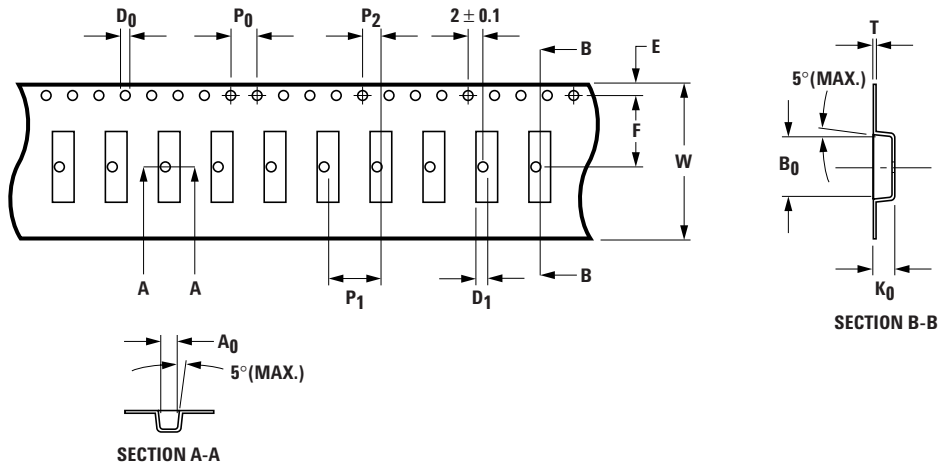 D0 P0 P2 2 ± 0.1
B E
T
5°(MAX.)
F
W
B0
A A
P1
D1
B
K0
SECTION B-B
A0
5°(MAX.)
SECTION A-A